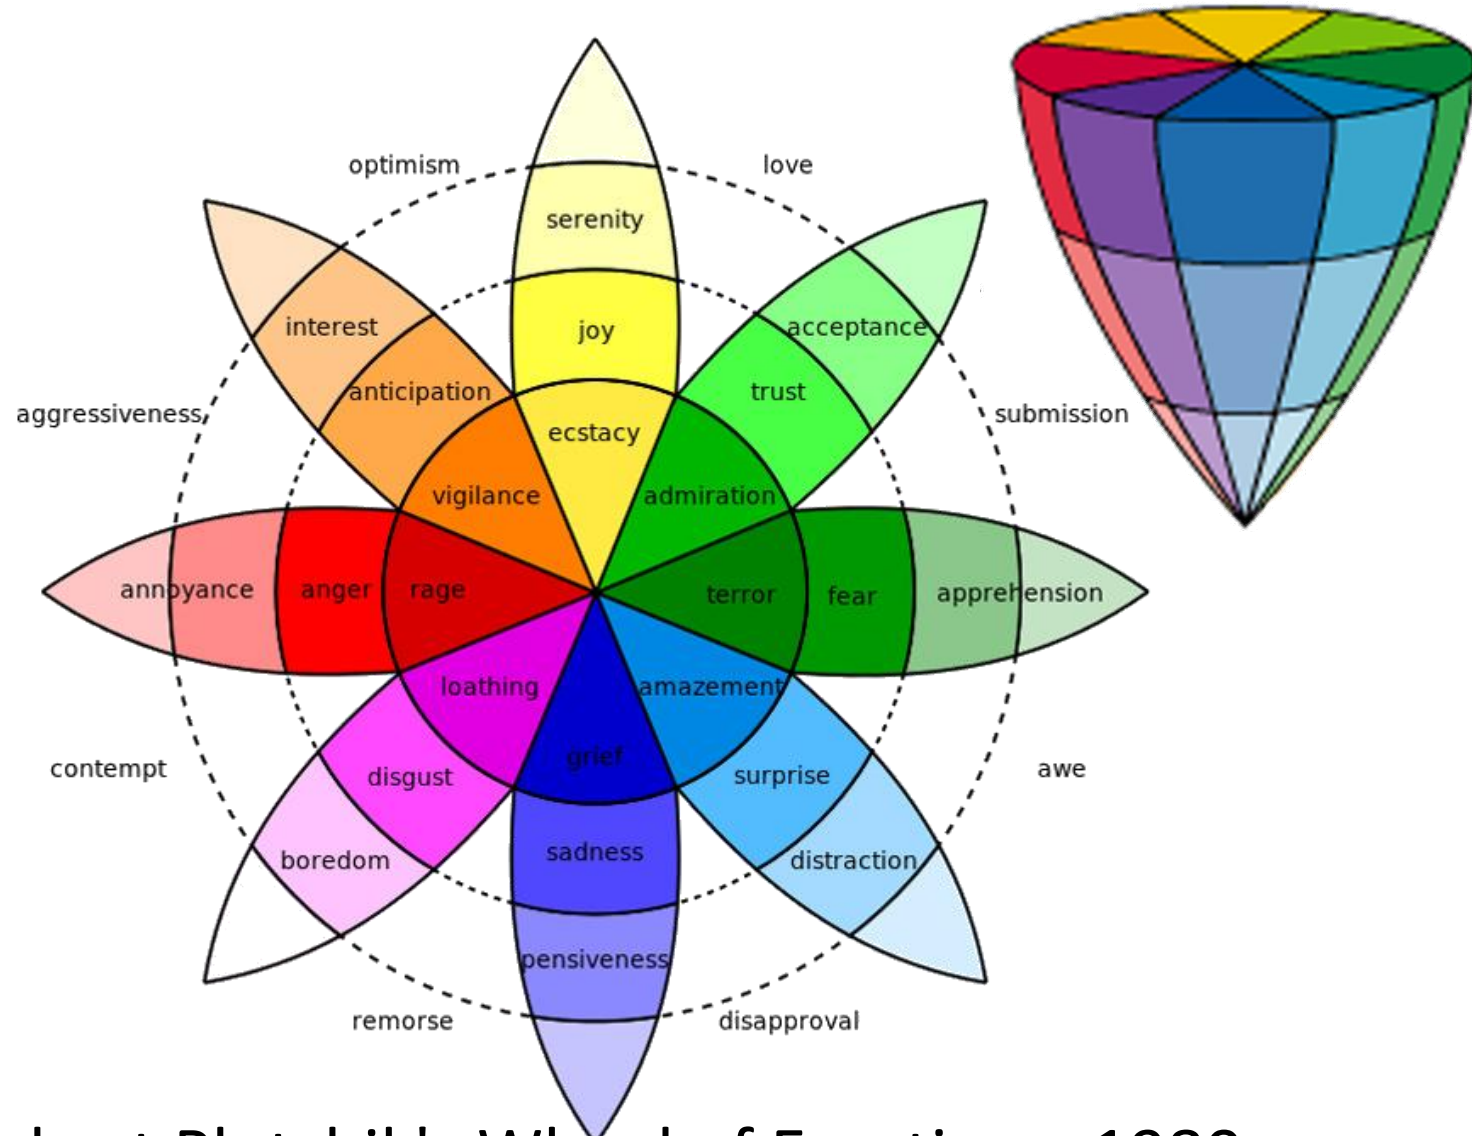 optimism
love
serenity
interest
acceptance
joy
anticipation
trust
aggressiveness
submission
ecstacy
vigilance
admiration
annoyance
anger
rage
terror
fear
apprehension
loathing
amazement
grief
contempt
awe
disgust
surprise
sadness
boredom
distraction
pensiveness
remorse
disapproval